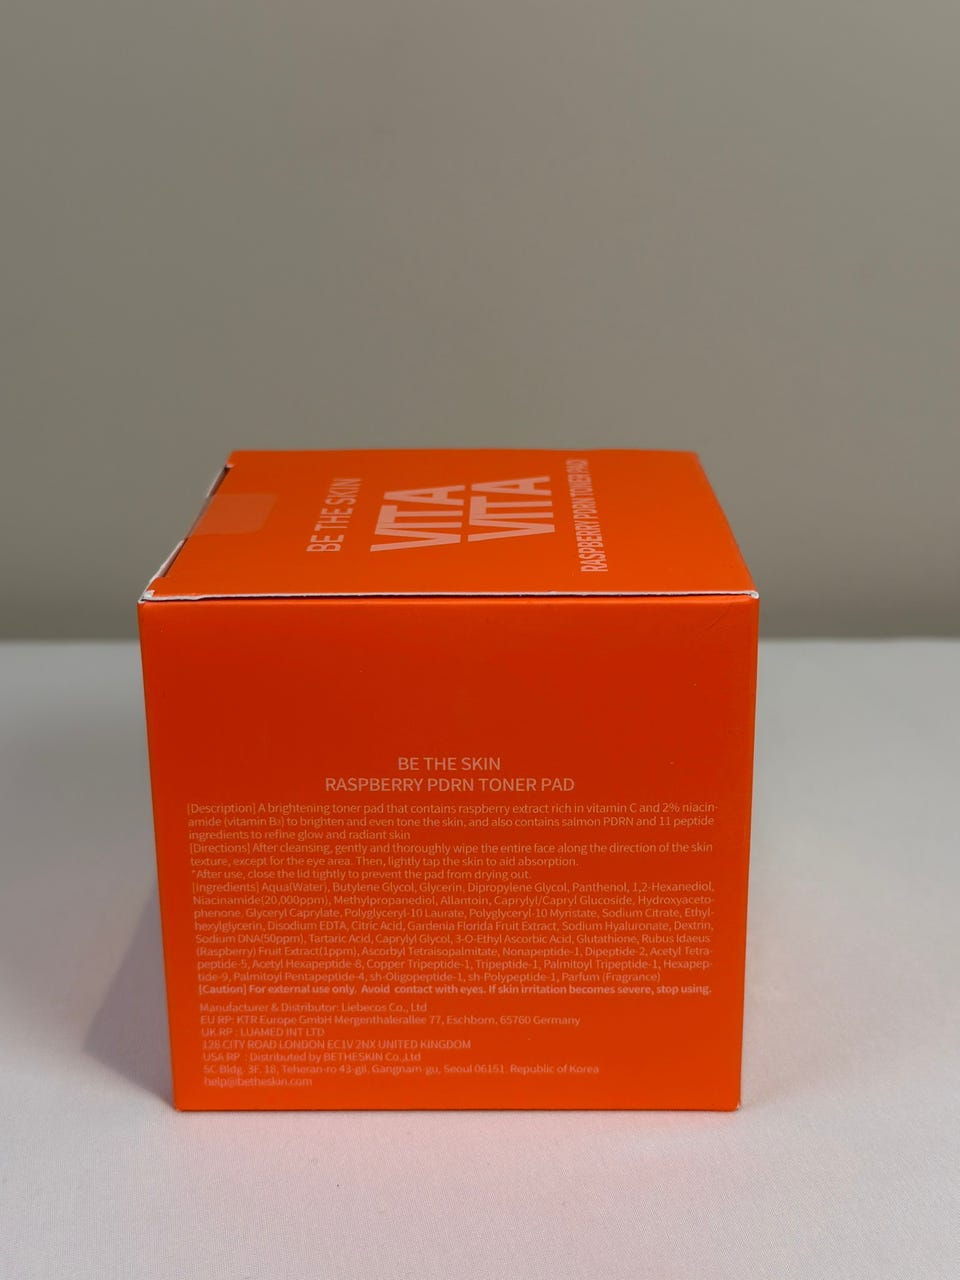 BE THE SKIN
VITA
VITA
RASPBERRY PDRN TONER PAD
BE THE SKIN
RASPBERRY PDRN TONER PAD
[Description] A brightening toner pad that contains raspberry extract rich in vitamin C and 2% niacin-
amide (vitamin B3) to brighten and even tone the skin, and also contains salmon PDRN and 11 peptide
ingredients to refine glow and radiant skin
[Directions] After cleansing, gently and thoroughly wipe the entire face along the direction of the skin
texture, except for the eye area. Then, lightly tap the skin to aid absorption.
*After use, close the lid tightly to prevent the pad from drying out.
[Ingredients] Aqua(Water), Butylene Glycol, Glycerin, Dipropylene Glycol, Panthenol, 1,2-Hexanediol,
Niacinamide(20,000ppm), Methylpropanediol, Allantoin, Caprylyl/Capryl Glucoside, Hydroxyaceto-
phenone, Glyceryl Caprylate, Polyglyceryl-10 Laurate, Polyglyceryl-10 Myristate, Sodium Citrate, Ethyl-
hexylglycerin, Disodium EDTA, Citric Acid, Gardenia Florida Fruit Extract, Sodium Hyaluronate, Dextrin,
Sodium DNA(50ppm), Tartaric Acid, Caprylyl Glycol, 3-O-Ethyl Ascorbic Acid, Glutathione, Rubus Idaeus
(Raspberry) Fruit Extract(1ppm), Ascorbyl Tetraisopalmitate, Nonapeptide-1, Dipeptide-2, Acetyl Tetra-
peptide-5, Acetyl Hexapeptide-8, Copper Tripeptide-1, Tripeptide-1, Palmitoyl Tripeptide-1, Hexapep-
tide-9, Palmitoyl Pentapeptide-4, sh-Oligopeptide-1, sh-Polypeptide-1, Parfum (Fragrance)
[Caution] For external use only. Avoid contact with eyes. If skin irritation becomes severe, stop using.
Manufacturer & Distributor: Liebecos Co., Ltd
EU RP: KTR Europe GmbH Mergenthalerallee 77, Eschborn, 65760 Germany
UK RP : LUAMED INT LTD
128 CITY ROAD LONDON EC1V 2NX UNITED KINGDOM
USA RP : Distributed by BETHESKIN Co.,Ltd
SC Bldg. 3F, 18, Teheran-ro 43-gil, Gangnam-gu, Seoul 06151, Republic of Korea
help@betheskin.com